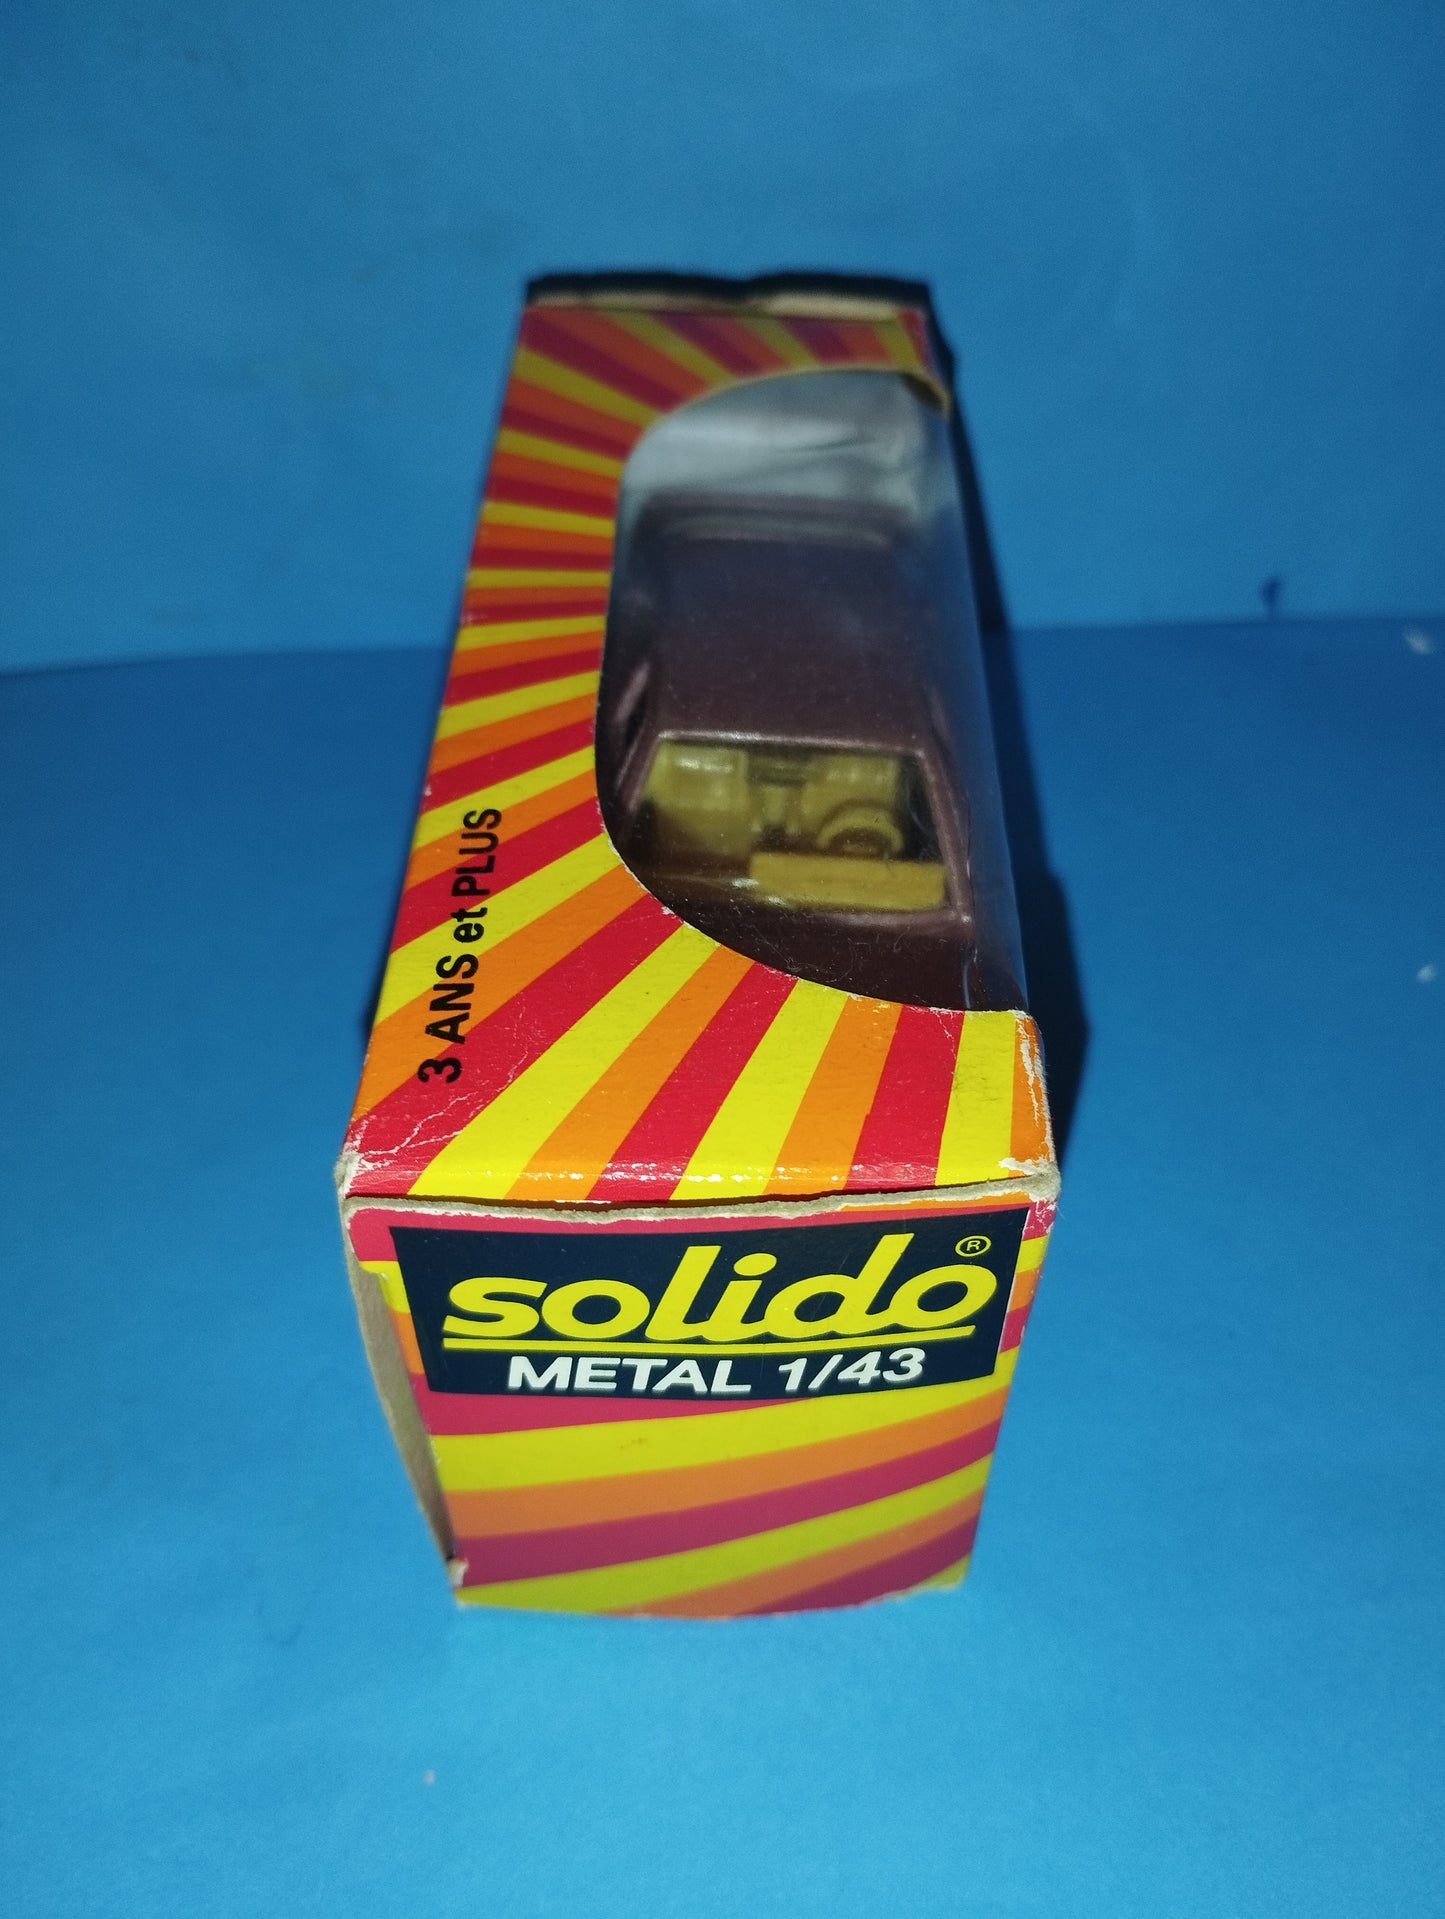 3 ANS et PLUS
solido ®
METAL 1/43